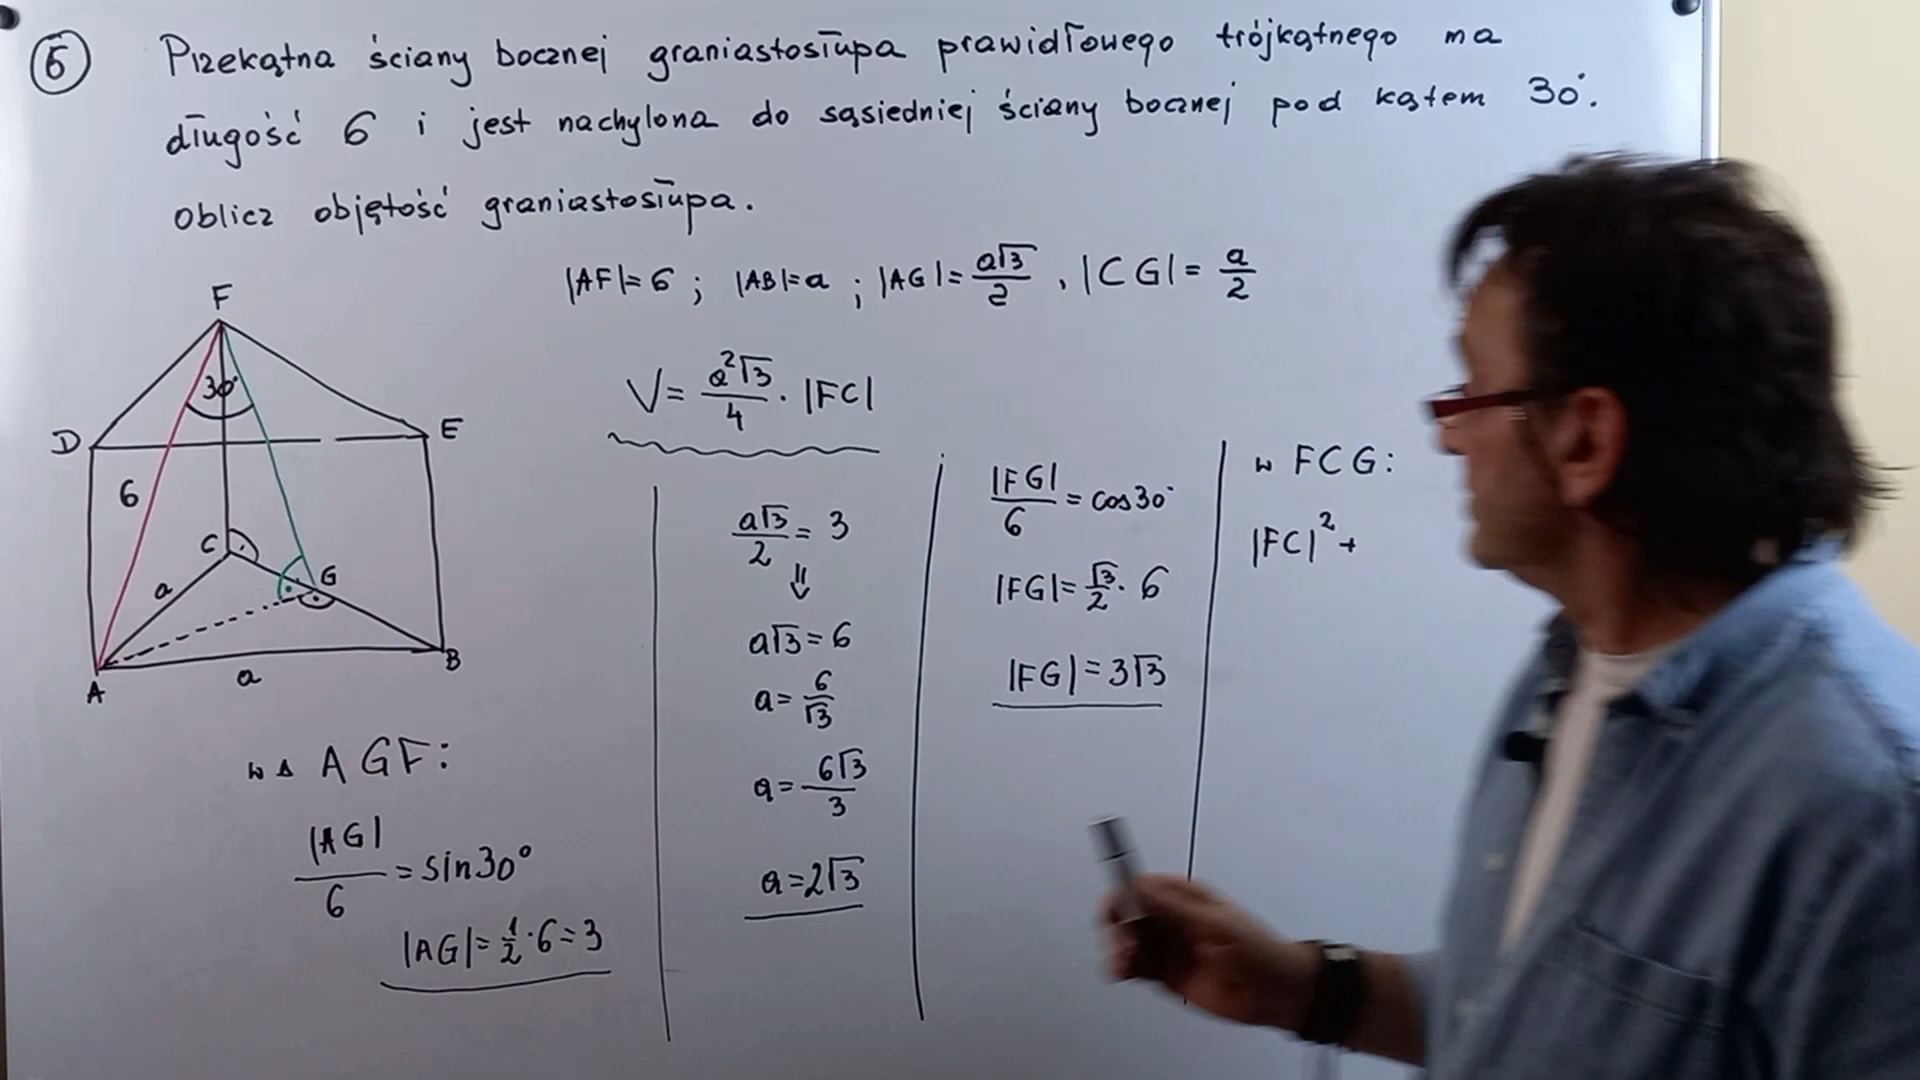 6 Przekątna ściany bocznej graniastosłupa prawidłowego trójkątnego ma
długość 6 i jest nachylona do sąsiedniej ściany bocznej pod kątem 30°.
oblicz objętość graniastosłupa.
|AF|=6 ; |AB|=a ; |AG|=a√3/2 , |CG|=a/2
V=a²√3/4 · |FC|
F
30°
D
E
6
C
G
a
A
a
B
w Δ AGF:
|AG|/6 = sin30°
|AG|=1/2·6=3
a√3/2 = 3
⇓
a√3=6
a=6/√3
a=6√3/3
a=2√3
|FG|/6 = cos30°
|FG|=√3/2 · 6
|FG|=3√3
w FCG:
|FC|² +